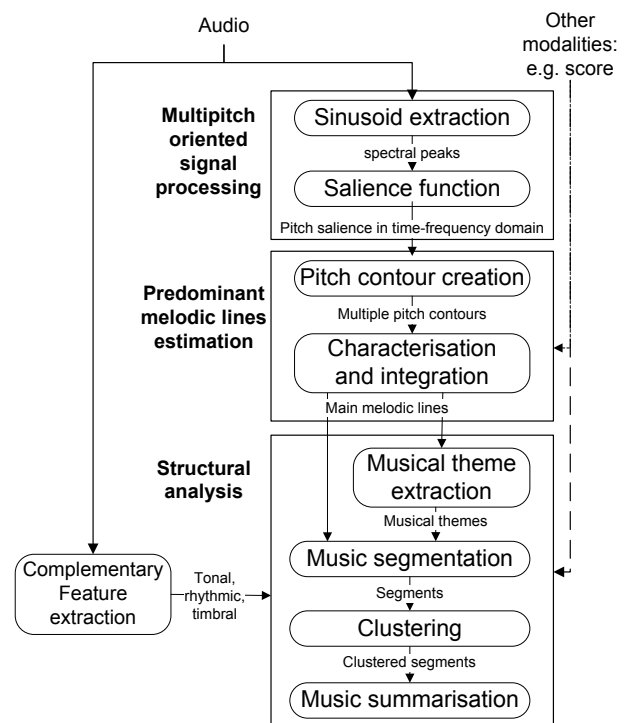 Audio
Other
modalities:
e.g. score
Multipitch
oriented
signal
processing
Sinusoid extraction
spectral peaks
Salience function
Pitch salience in time-frequency domain
Predominant
melodic lines
estimation
Pitch contour creation
Multiple pitch contours
Characterisation
and integration
Main melodic lines
Structural
analysis
Musical theme
extraction
Musical themes
Complementary
Feature
extraction
Tonal,
rhythmic,
timbral
Music segmentation
Segments
Clustering
Clustered segments
Music summarisation